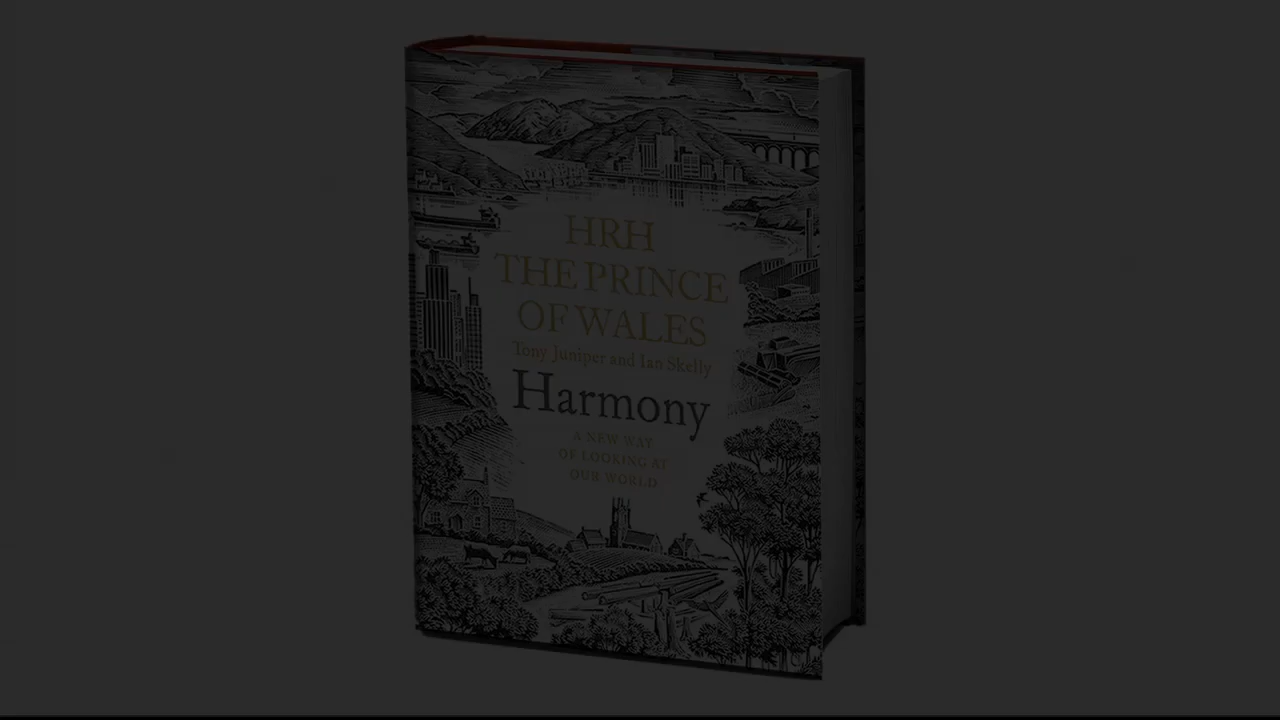 HRH
THE PRINCE
OF WALES
Tony Juniper and Ian Skelly
Harmony
A NEW WAY
OF LOOKING AT
OUR WORLD